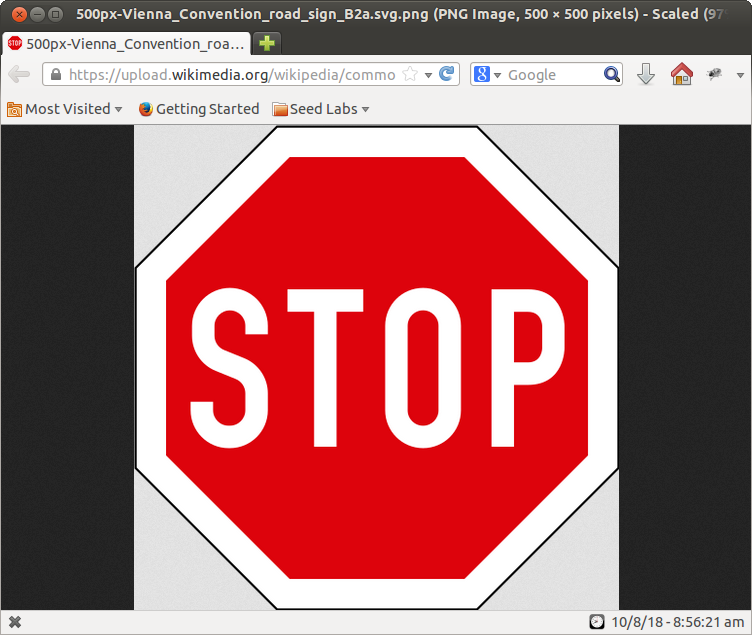 500px-Vienna_Convention_road_sign_B2a.svg.png (PNG Image, 500 × 500 pixels) - Scaled (97
500px-Vienna_Convention_roa...
https://upload.wikimedia.org/wikipedia/commo
Google
Most Visited Getting Started Seed Labs
STOP
10/8/18 - 8:56:21 am